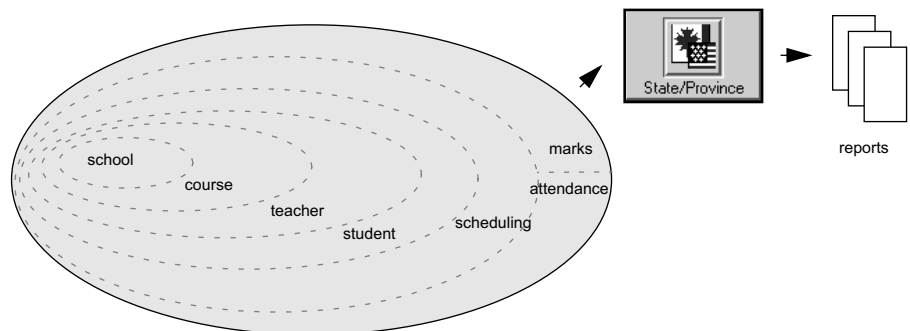 State/Province
marks
reports
school
course
attendance
teacher
student
scheduling